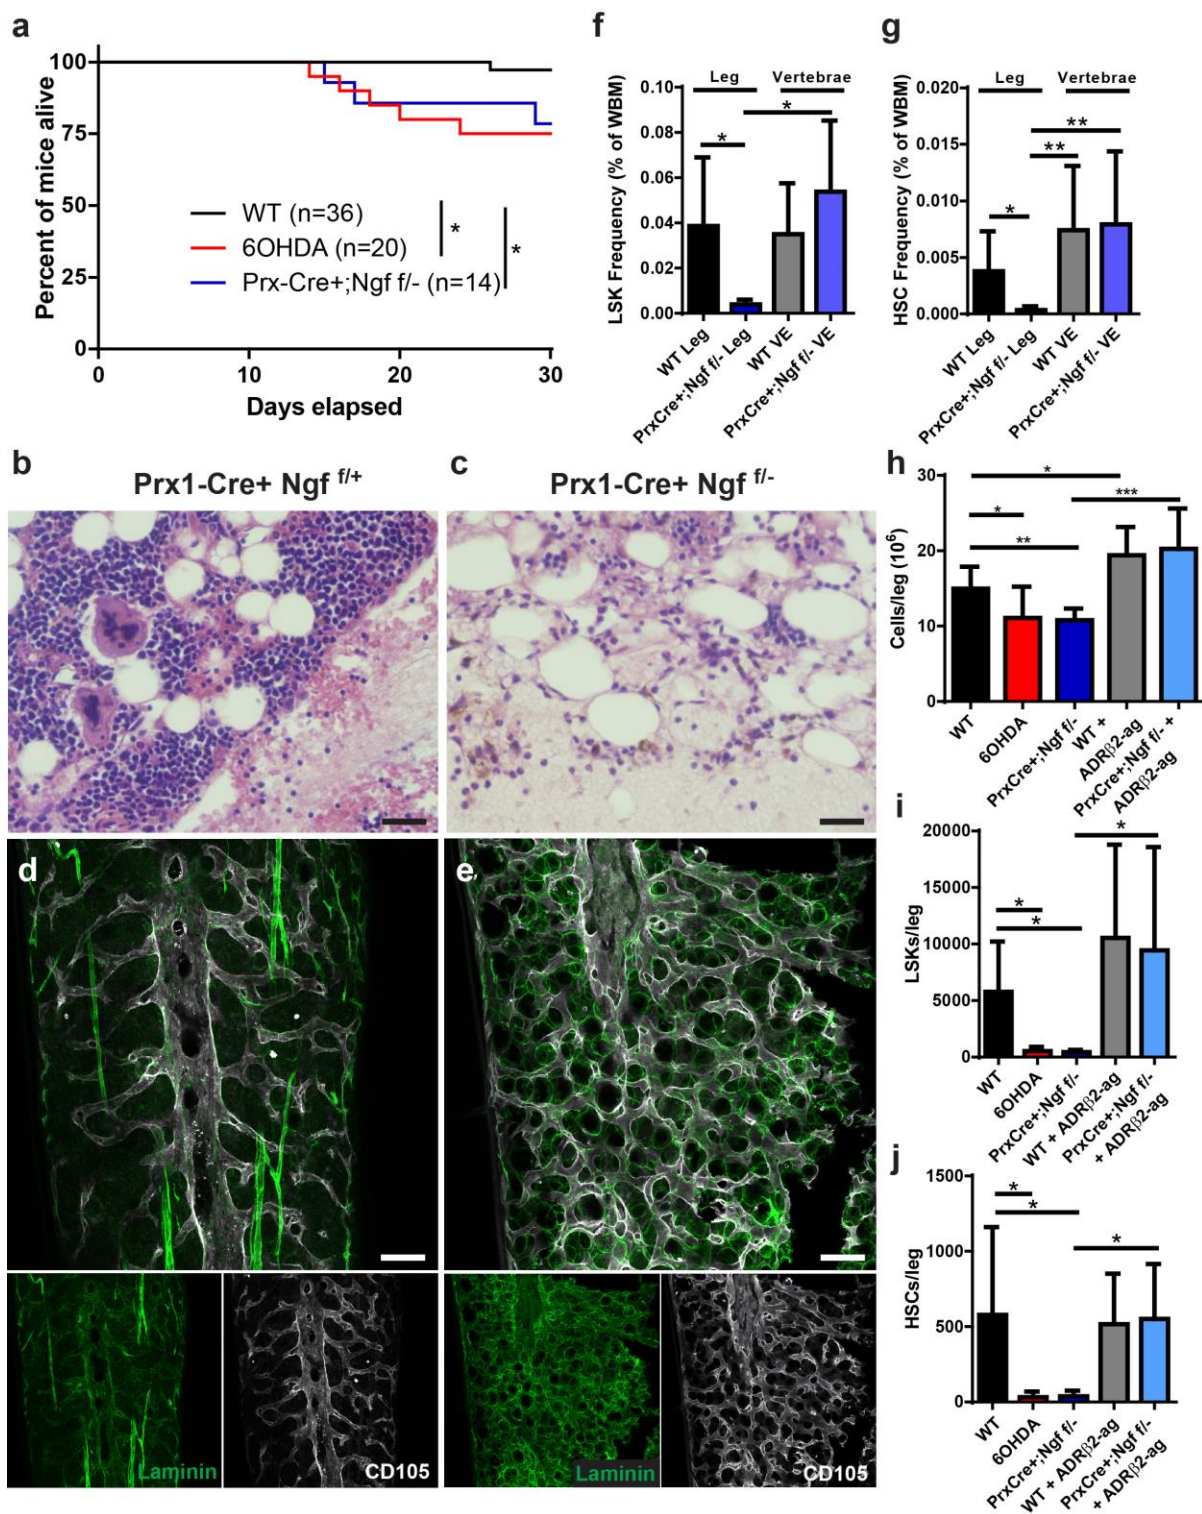 a
Percent of mice alive
100
75
50
25
0
WT (n=36)
6OHDA (n=20)
Prx-Cre+;Ngf f/- (n=14)
*
*
0
10
20
30
Days elapsed
f
LSK Frequency (% of WBM)
0.10
0.08
0.06
0.04
0.02
0.00
Leg
Vertebrae
*
*
WT Leg
PrxCre+;Ngf f/- Leg
WT VE
PrxCre+;Ngf f/- VE
g
HSC Frequency (% of WBM)
0.020
0.015
0.010
0.005
0.000
Leg
Vertebrae
**
**
*
WT Leg
PrxCre+;Ngf f/- Leg
WT VE
PrxCre+;Ngf f/- VE
b
Prx1-Cre+ Ngf f/+
c
Prx1-Cre+ Ngf f/-
d
e
Laminin
CD105
Laminin
CD105
h
Cells/leg (10⁶)
30
20
10
0
*
*
***
**
WT
6OHDA
PrxCre+;Ngf f/-
WT +
ADRβ2-ag
PrxCre+;Ngf f/- +
ADRβ2-ag
i
LSKs/leg
20000
15000
10000
5000
0
*
*
*
WT
6OHDA
PrxCre+;Ngf f/-
WT + ADRβ2-ag
PrxCre+;Ngf f/-
+ ADRβ2-ag
j
HSCs/leg
1500
1000
500
0
*
*
*
WT
6OHDA
PrxCre+;Ngf f/-
WT + ADRβ2-ag
PrxCre+;Ngf f/-
+ ADRβ2-ag